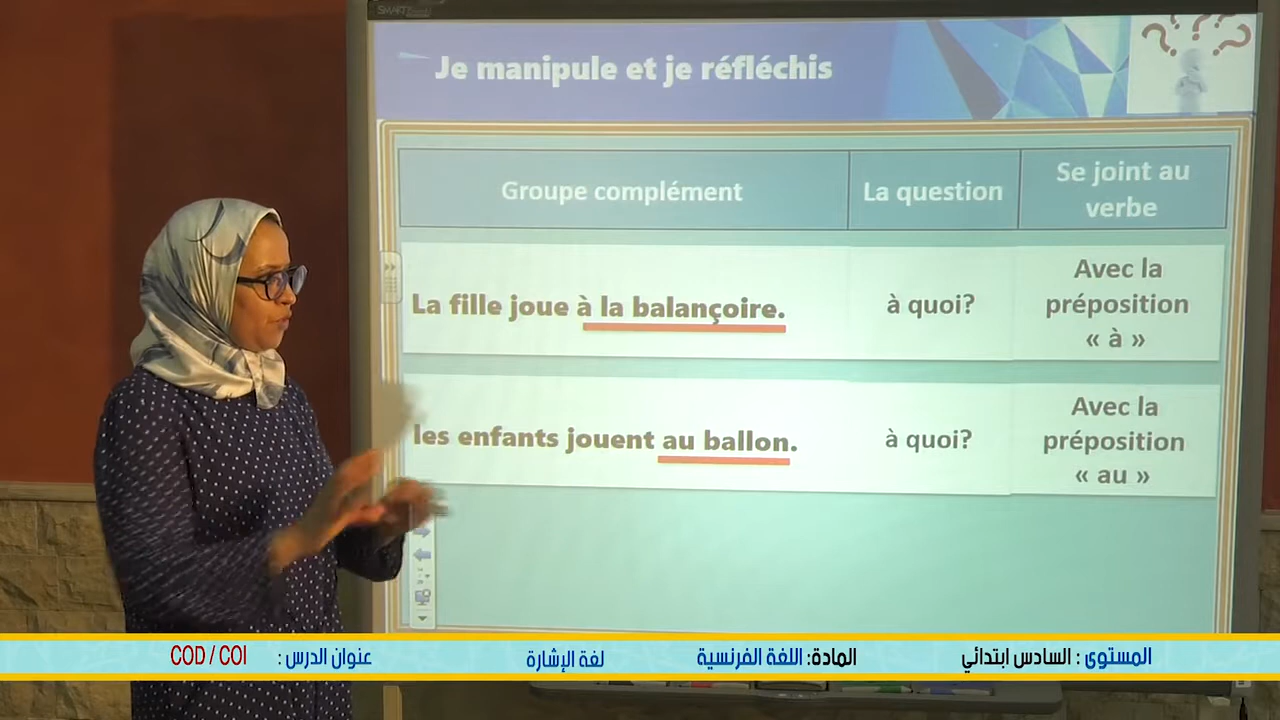 SMART
Je manipule et je réfléchis
Groupe complément
La question
Se joint au
verbe
La fille joue à la balançoire.
à quoi?
Avec la
préposition
« à »
les enfants jouent au ballon.
à quoi?
Avec la
préposition
« au »
المستوى : السادس ابتدائي
المادة: اللغة الفرنسية
لغة الإشارة
عنوان الدرس : COD / COI